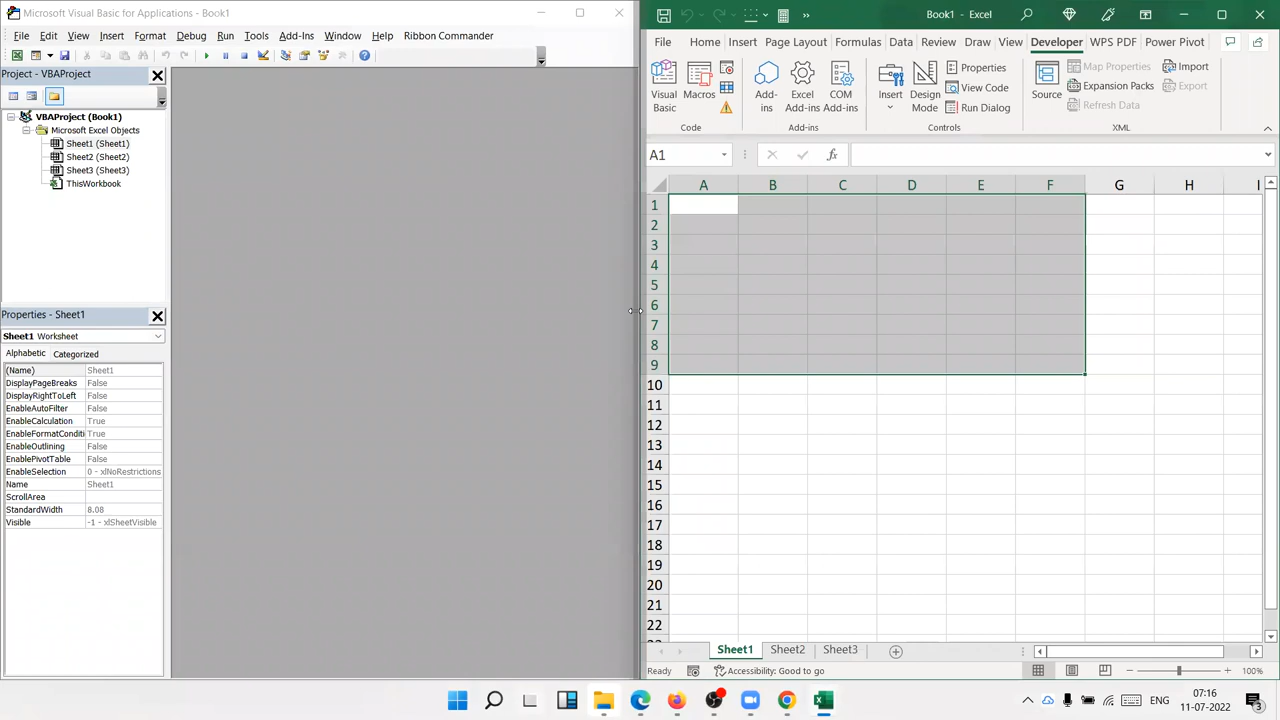 Microsoft Visual Basic for Applications - Book1
File Edit View Insert Format Debug Run Tools Add-Ins Window Help Ribbon Commander
Project - VBAProject
VBAProject (Book1)
Microsoft Excel Objects
Sheet1 (Sheet1)
Sheet2 (Sheet2)
Sheet3 (Sheet3)
ThisWorkbook
Properties - Sheet1
Sheet1 Worksheet
Alphabetic Categorized
(Name) Sheet1
DisplayPageBreaks False
DisplayRightToLeft False
EnableAutoFilter False
EnableCalculation True
EnableFormatConditi True
EnableOutlining False
EnablePivotTable False
EnableSelection 0 - xlNoRestrictions
Name Sheet1
ScrollArea
StandardWidth 8.08
Visible -1 - xlSheetVisible
Book1 - Excel
File Home Insert Page Layout Formulas Data Review View Developer WPS PDF Power Pivot
Visual Basic
Macros
Code
Add-ins
Excel Add-ins
COM Add-ins
Add-ins
Insert
Design Mode
Properties
View Code
Run Dialog
Controls
Source
Map Properties
Expansion Packs
Refresh Data
Import
Export
XML
A1
fx
A B C D E F G H I
1
2
3
4
5
6
7
8
9
10
11
12
13
14
15
16
17
18
19
20
21
22
Sheet1 Sheet2 Sheet3
Ready
Accessibility: Good to go
100%
ENG
07:16
11-07-2022
3